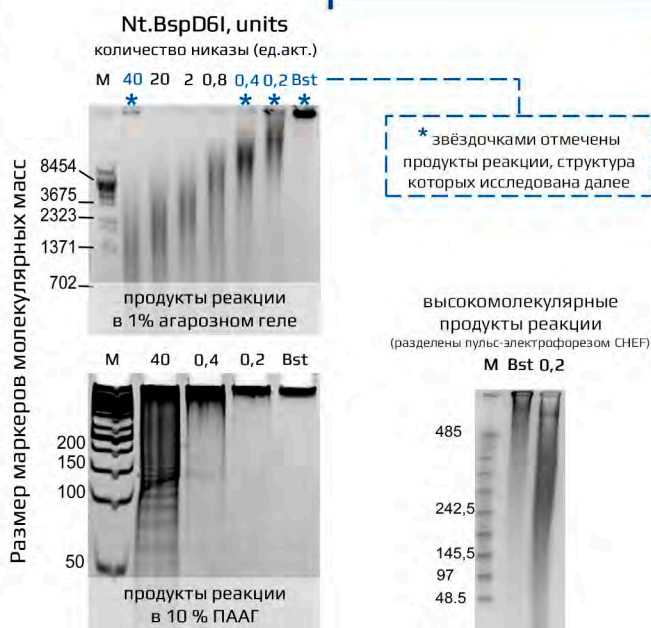 Nt.BspD6I, units
количество никазы (ед.акт.)
М 40 20 2 0,8 0,4 0,2 Bst
* * * *
* звёздочками отмечены
продукты реакции, структура
которых исследована далее
Размер маркеров молекулярных масс
8454
3675
2323
1371
702
продукты реакции
в 1% агарозном геле
М 40 0,4 0,2 Bst
200
150
100
50
продукты реакции
в 10 % ПААГ
высокомолекулярные
продукты реакции
(разделены пульс-электрофорезом CHEF)
М Bst 0,2
485
242,5
145,5
97
48.5